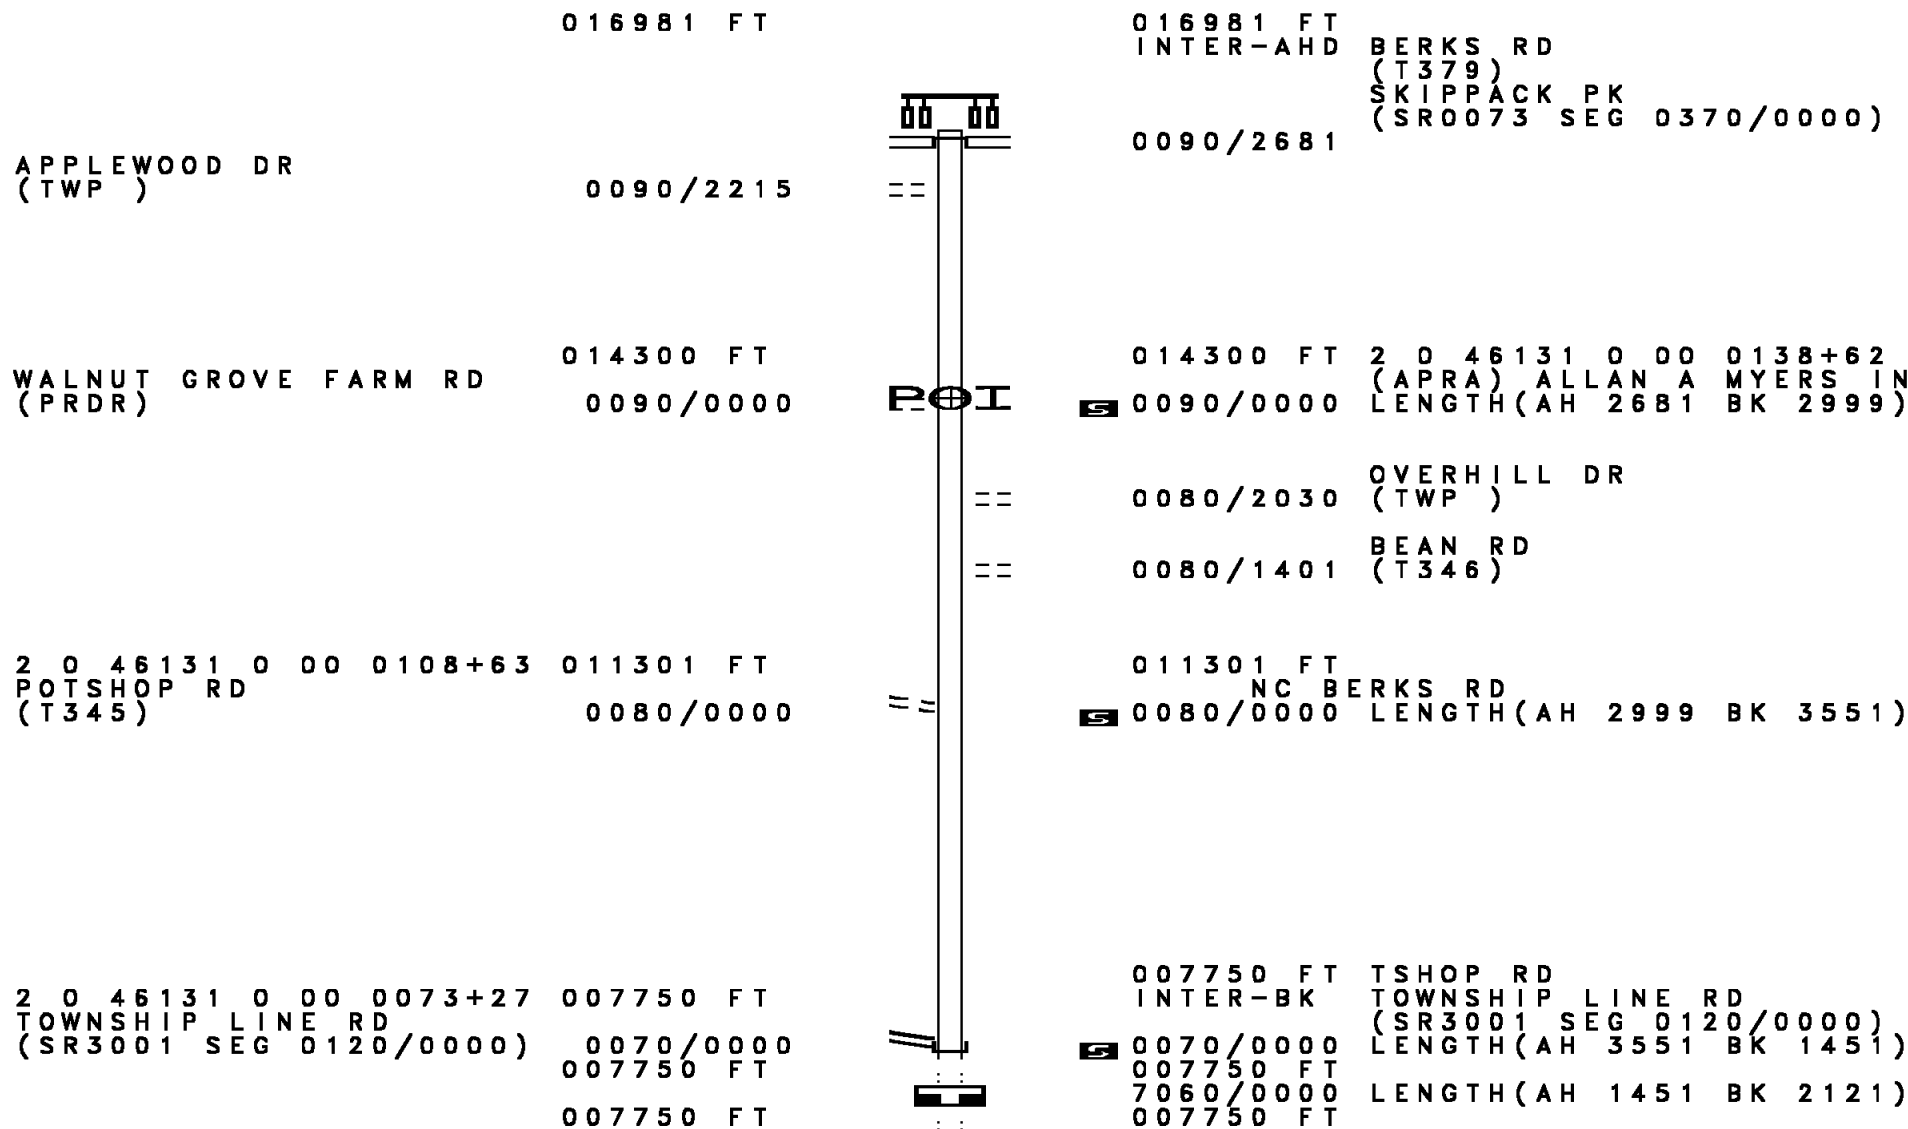 016981 FT 016981 FT
INTER-AHD BERKS RD
(T379)
SKIPPACK PK
(SR0073 SEG 0370/0000)
0090/2681
APPLEWOOD DR
(TWP ) 0090/2215
014300 FT 014300 FT 2 0 46131 0 00 0138+62
WALNUT GROVE FARM RD (APRA) ALLAN A MYERS IN
(PRDR) 0090/0000 POI S 0090/0000 LENGTH(AH 2681 BK 2999)
OVERHILL DR
0080/2030 (TWP )
BEAN RD
0080/1401 (T346)
2 0 46131 0 00 0108+63 011301 FT 011301 FT
POTSHOP RD NC BERKS RD
(T345) 0080/0000 S 0080/0000 LENGTH(AH 2999 BK 3551)
007750 FT TSHOP RD
2 0 46131 0 00 0073+27 007750 FT INTER-BK TOWNSHIP LINE RD
TOWNSHIP LINE RD (SR3001 SEG 0120/0000)
(SR3001 SEG 0120/0000) 0070/0000 S 0070/0000 LENGTH(AH 3551 BK 1451)
007750 FT 007750 FT
7060/0000 LENGTH(AH 1451 BK 2121)
007750 FT 007750 FT